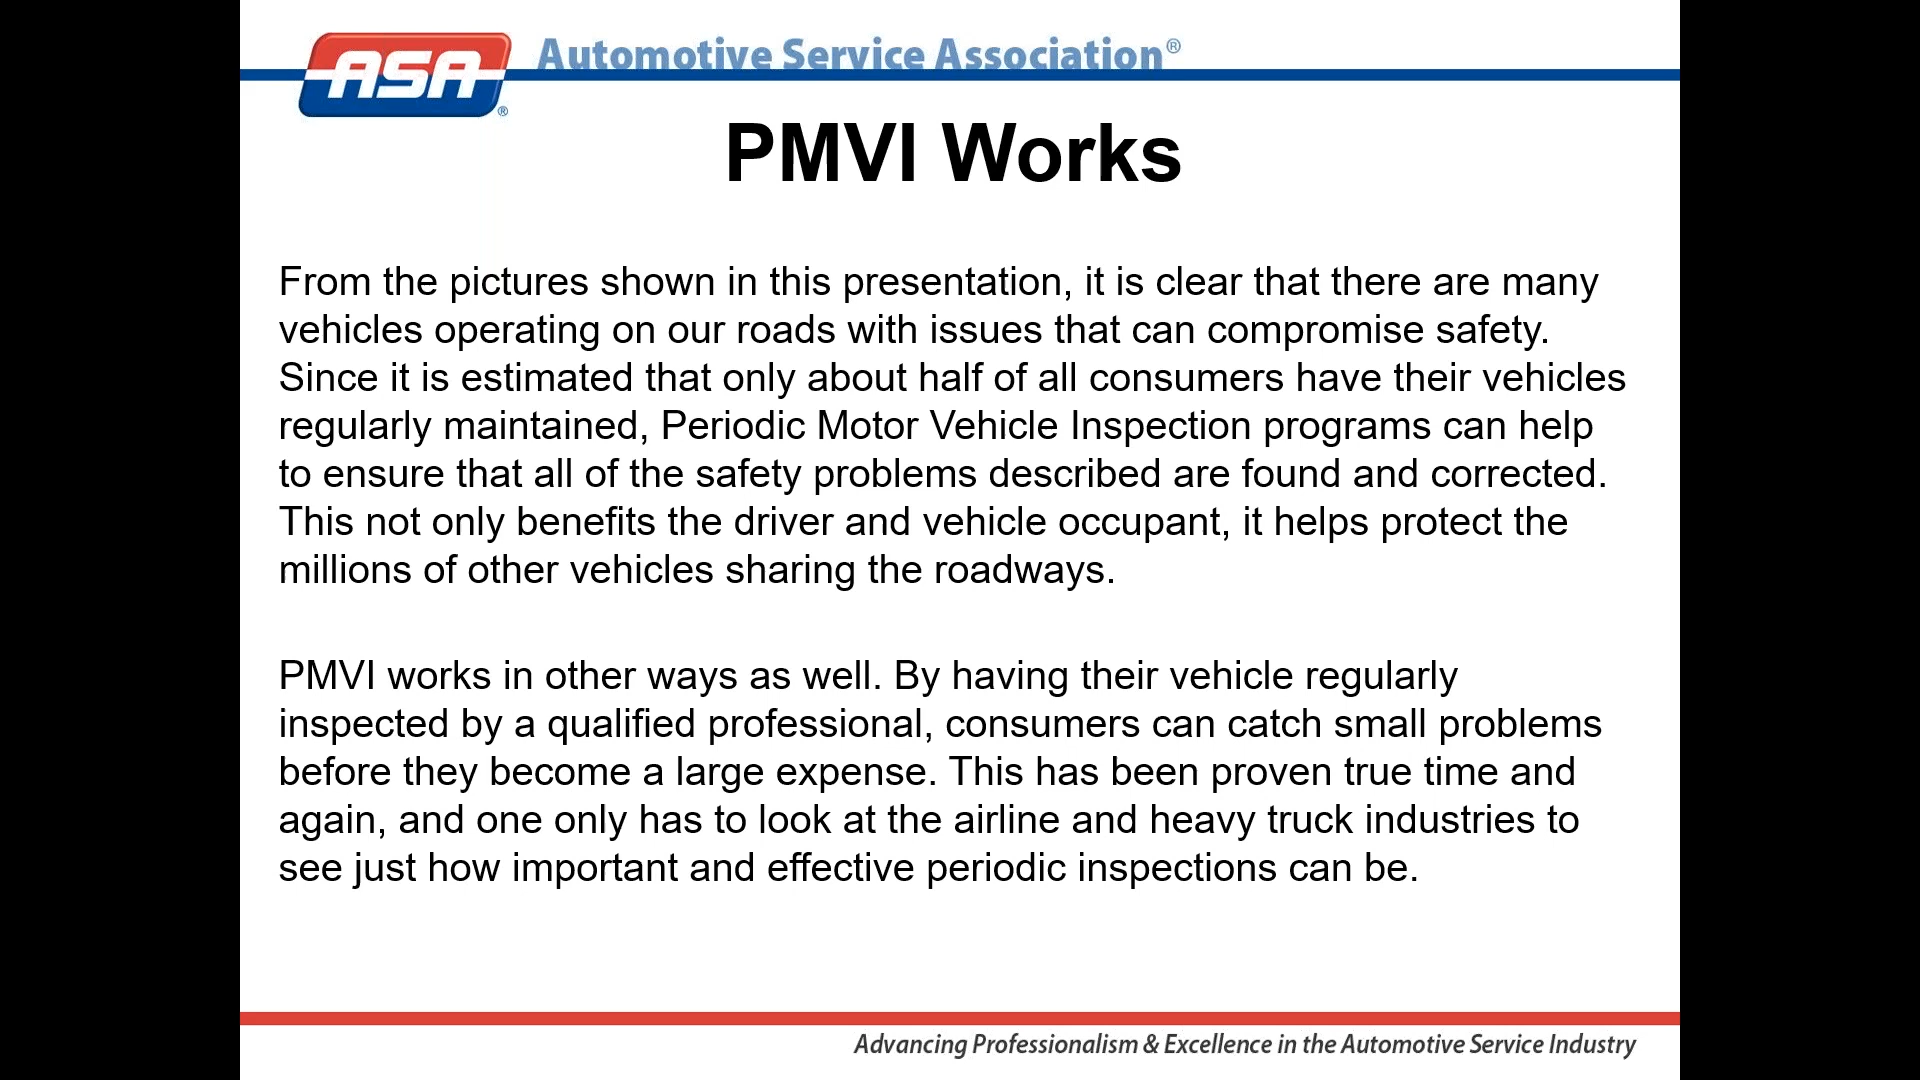 ASA®
Automotive Service Association®
PMVI Works
From the pictures shown in this presentation, it is clear that there are many
vehicles operating on our roads with issues that can compromise safety.
Since it is estimated that only about half of all consumers have their vehicles
regularly maintained, Periodic Motor Vehicle Inspection programs can help
to ensure that all of the safety problems described are found and corrected.
This not only benefits the driver and vehicle occupant, it helps protect the
millions of other vehicles sharing the roadways.
PMVI works in other ways as well. By having their vehicle regularly
inspected by a qualified professional, consumers can catch small problems
before they become a large expense. This has been proven true time and
again, and one only has to look at the airline and heavy truck industries to
see just how important and effective periodic inspections can be.
Advancing Professionalism & Excellence in the Automotive Service Industry